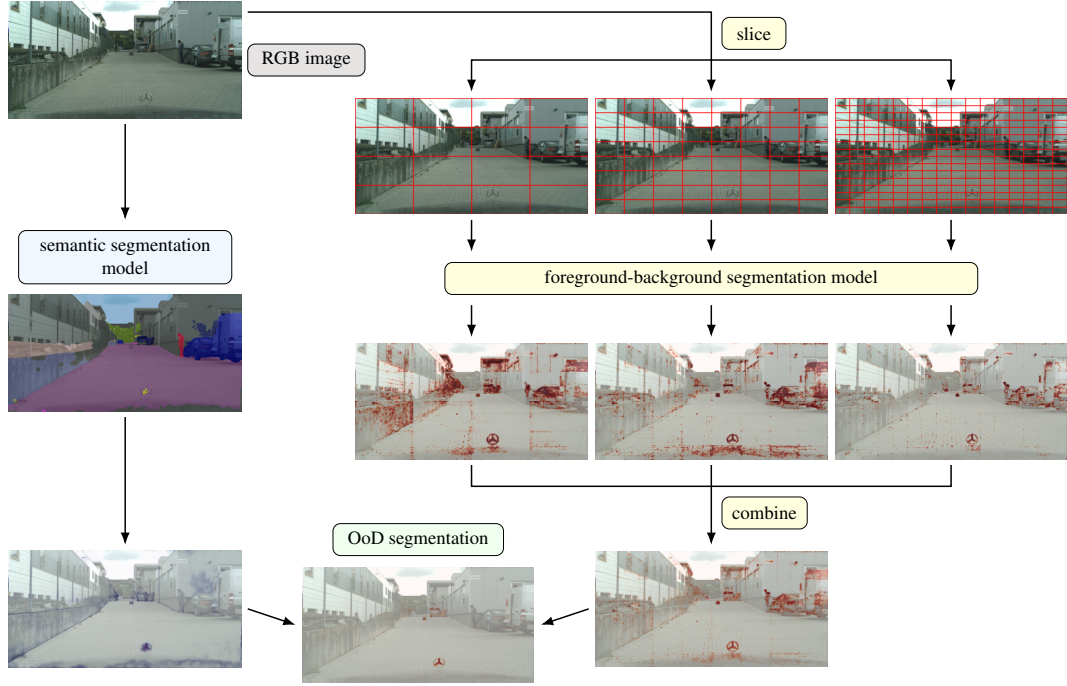 slice
RGB image
semantic segmentation
model
foreground-background segmentation model
combine
OoD segmentation